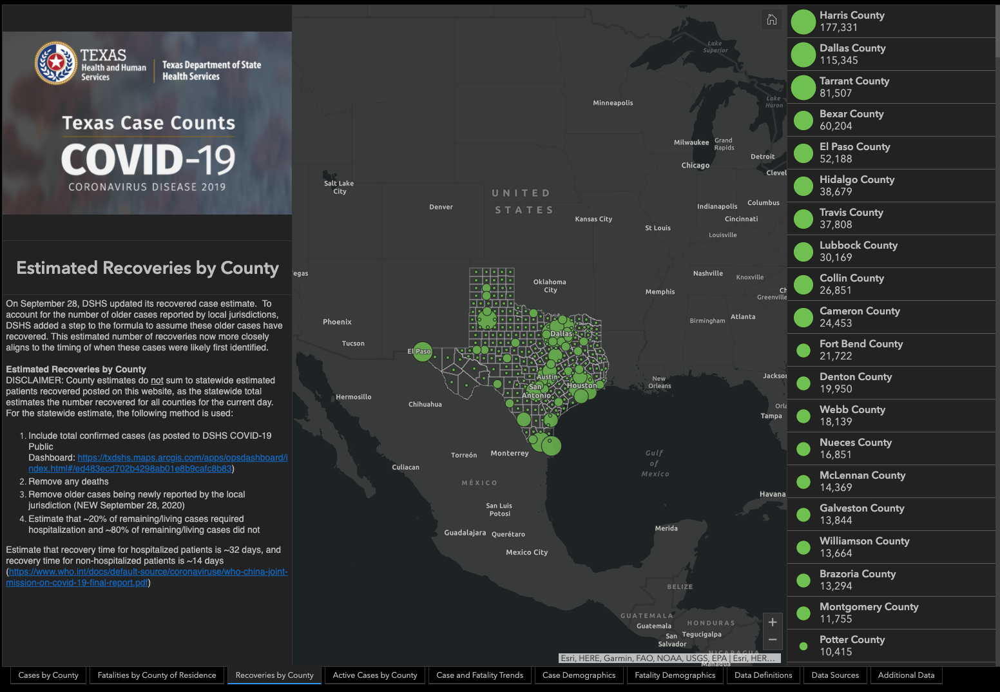 TEXAS
Health and Human
Services
Texas Department of State
Health Services
Texas Case Counts
COVID-19
CORONAVIRUS DISEASE 2019
Estimated Recoveries by County
On September 28, DSHS updated its recovered case estimate. To
account for the number of older cases reported by local jurisdictions,
DSHS added a step to the formula to assume these older cases have
recovered. This estimated number of recoveries now more closely
aligns to the timing of when these cases were likely first identified.
Estimated Recoveries by County
DISCLAIMER: County estimates do not sum to statewide estimated
patients recovered posted on this website, as the statewide total
estimates the number recovered for all counties for the current day.
For the statewide estimate, the following method is used:
1. Include total confirmed cases (as posted to DSHS COVID-19
Public
Dashboard: https://txdshs.maps.arcgis.com/apps/opsdashboard/i
ndex.html#/ed483ecd702b4298ab01e8b9cafc8b83)
2. Remove any deaths
3. Remove older cases being newly reported by the local
jurisdiction (NEW September 28, 2020)
4. Estimate that ~20% of remaining/living cases required
hospitalization and ~80% of remaining/living cases did not
Estimate that recovery time for hospitalized patients is ~32 days, and
recovery time for non-hospitalized patients is ~14 days
(https://www.who.int/docs/default-source/coronaviruse/who-china-joint-
mission-on-covid-19-final-report.pdf)
Lake
Superior
Minneapolis
Lake
Huron
Milwaukee
Grand
Rapids
Detroit
Chicago
Clevel
Salt Lake
City
UNITED
STATES
Denver
Indianapolis
Columbus
Kansas City
Cincinnati
St Louis
Louisville
egas
Nashville
Knoxville
Oklahoma
City
Memphis
Ch
Greenville
Phoenix
Birmingham
Atlanta
Dallas
Tucson
El Paso
Austin
New
Orleans
Jackson
San
Antonio
Houston
Hermosillo
Chihuahua
Orla
Tampa
Torreón
Monterrey
Gulf
of
Mexico
Culiacan
MÉXICO
Havana
San Luis
Potosi
Guadalajara
Querétaro
Merida
Mexico City
BELIZE
GUATEMALA
Guatemala
HONDURAS
San
Salvador
Tegucigalpa
NICARAGUA
Managua
+
−
Esri, HERE, Garmin, FAO, NOAA, USGS, EPA | Esri, HER...
Harris County
177,331
Dallas County
115,345
Tarrant County
81,507
Bexar County
60,204
El Paso County
52,188
Hidalgo County
38,679
Travis County
37,808
Lubbock County
30,169
Collin County
26,851
Cameron County
24,453
Fort Bend County
21,722
Denton County
19,950
Webb County
18,139
Nueces County
16,851
McLennan County
14,369
Galveston County
13,844
Williamson County
13,664
Brazoria County
13,294
Montgomery County
11,755
Potter County
10,415
Cases by County
Fatalities by County of Residence
Recoveries by County
Active Cases by County
Case and Fatality Trends
Case Demographics
Fatality Demographics
Data Definitions
Data Sources
Additional Data